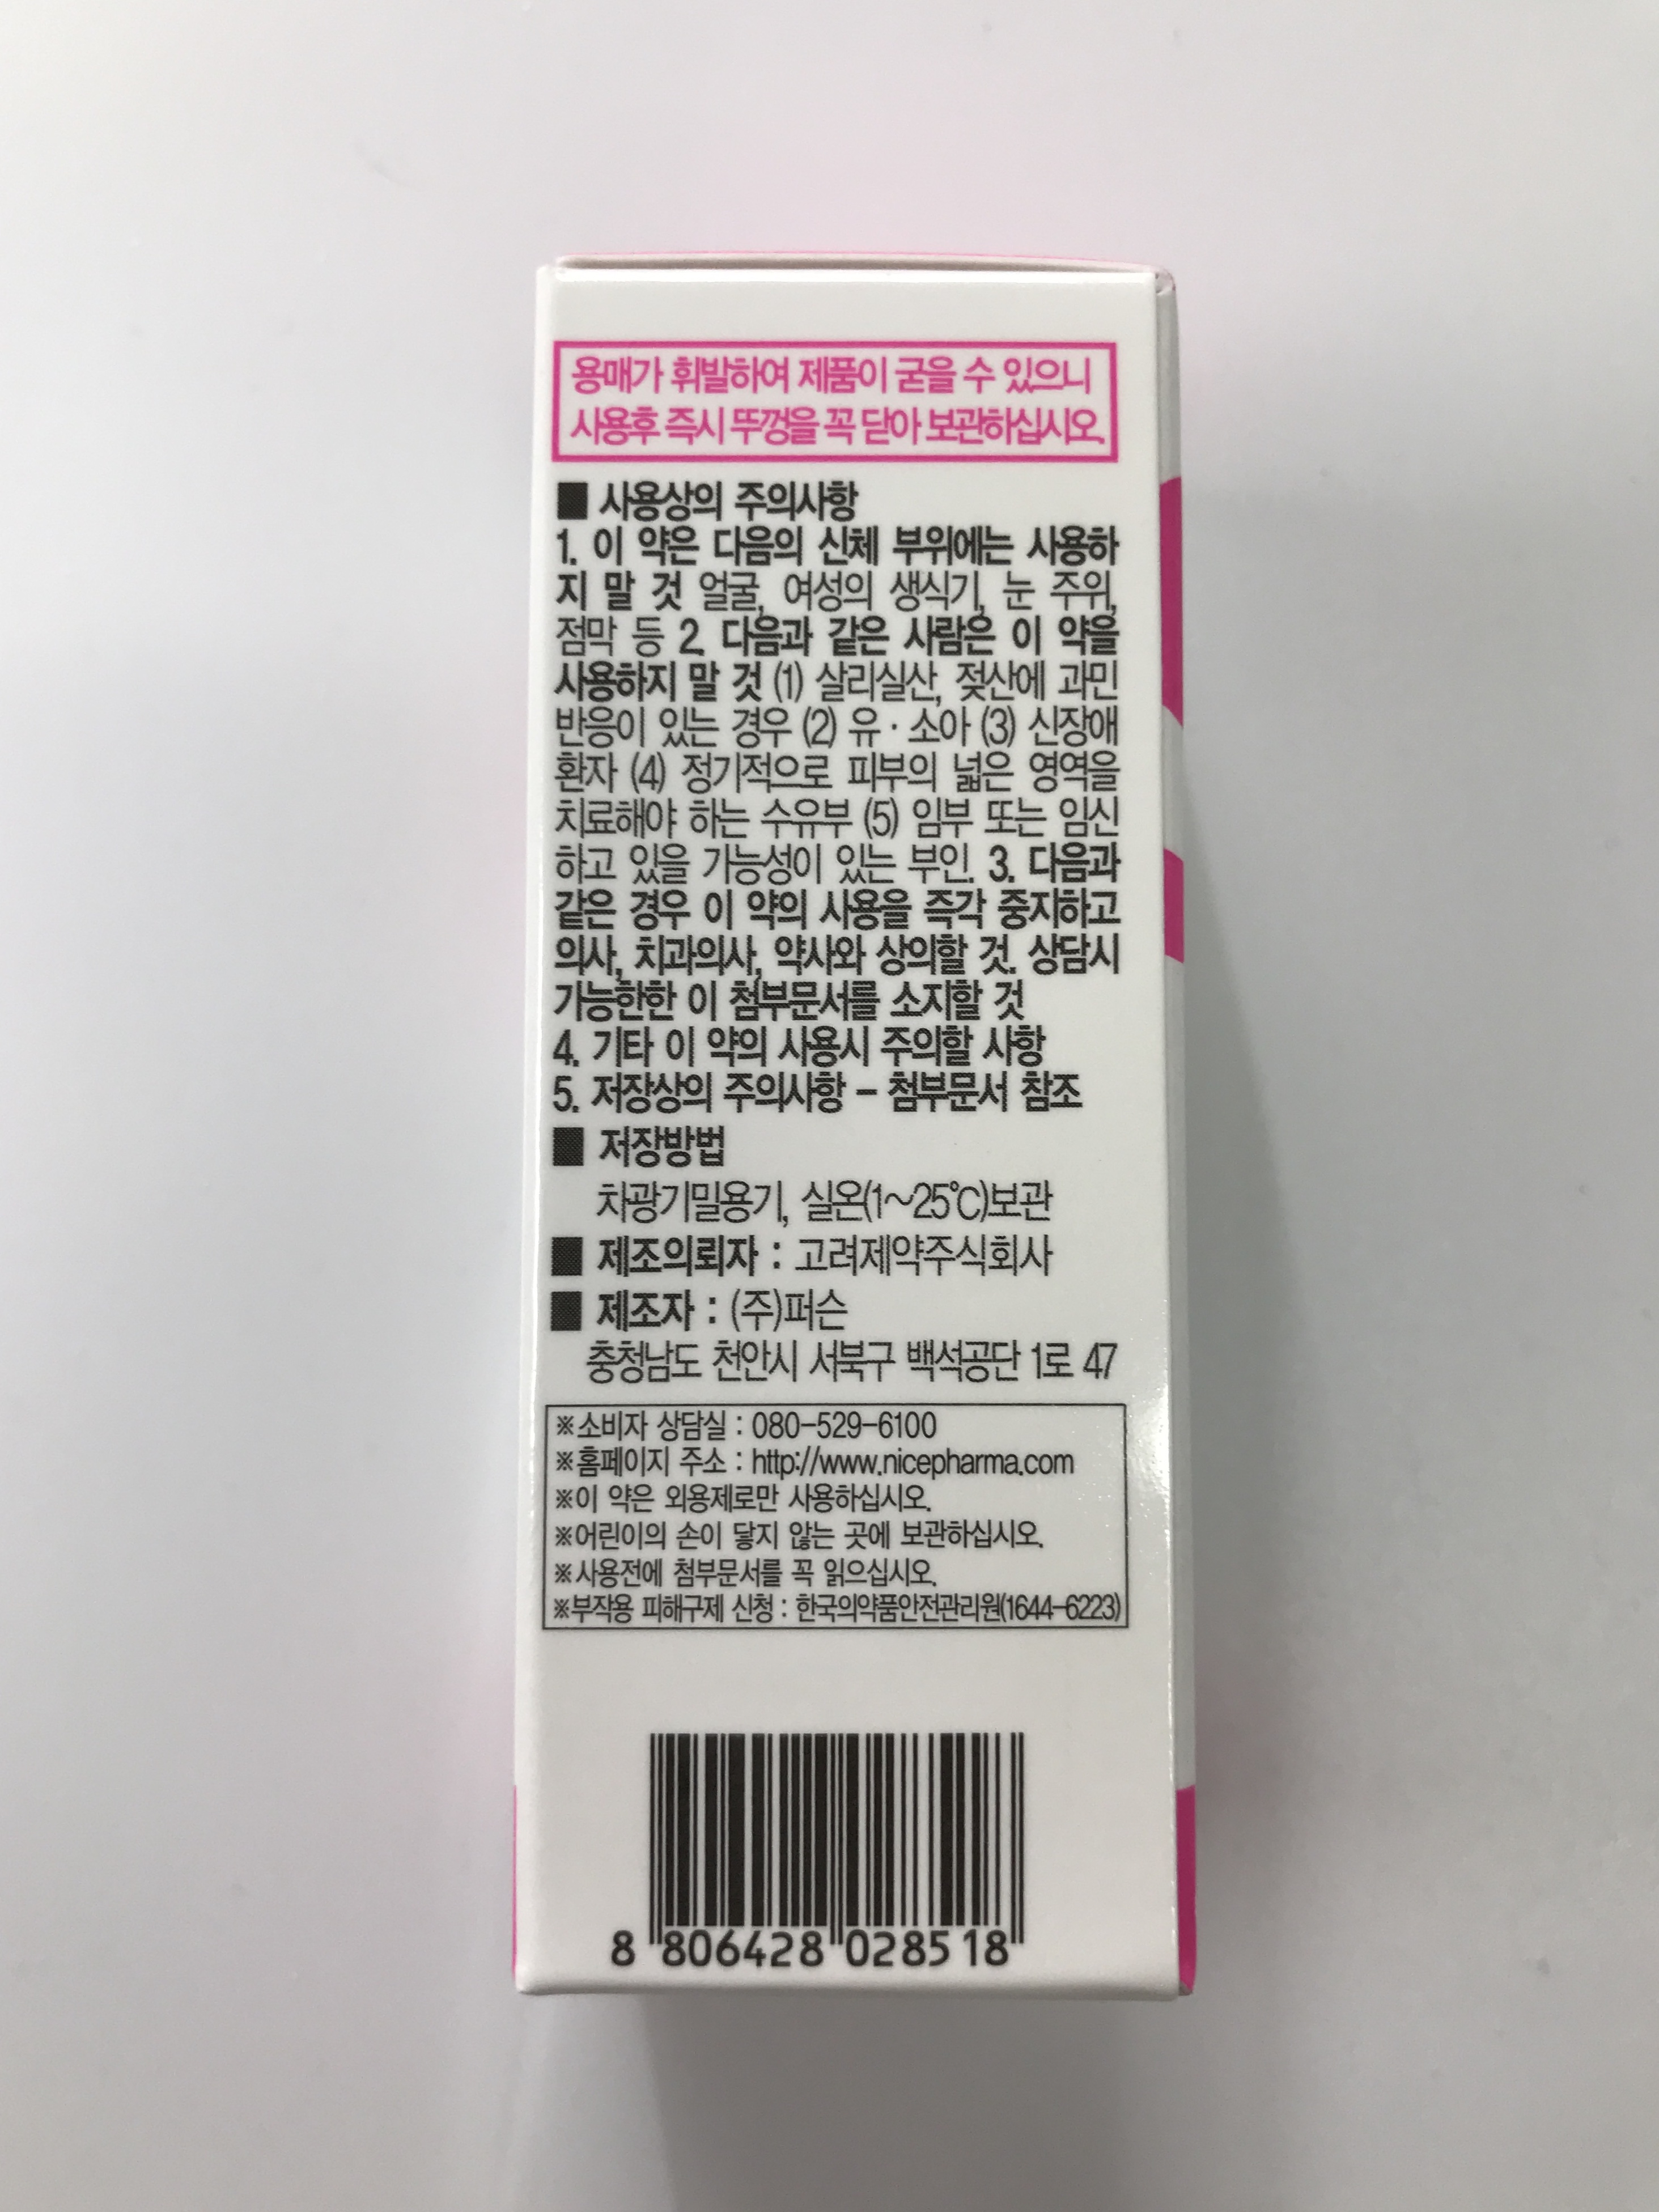 용매가 휘발하여 제품이 굳을 수 있으니
사용후 즉시 뚜껑을 꼭 닫아 보관하십시오.
■ 사용상의 주의사항
1. 이 약은 다음의 신체 부위에는 사용하
지 말 것 얼굴, 여성의 생식기, 눈 주위,
점막 등 2. 다음과 같은 사람은 이 약을
사용하지 말 것 (1) 살리실산, 젖산에 과민
반응이 있는 경우 (2) 유·소아 (3) 신장애
환자 (4) 정기적으로 피부의 넓은 영역을
치료해야 하는 수유부 (5) 임부 또는 임신
하고 있을 가능성이 있는 부인. 3. 다음과
같은 경우 이 약의 사용을 즉각 중지하고
의사, 치과의사, 약사와 상의할 것. 상담시
가능한한 이 첨부문서를 소지할 것
4. 기타 이 약의 사용시 주의할 사항
5. 저장상의 주의사항 - 첨부문서 참조
■ 저장방법
차광기밀용기, 실온(1~25℃)보관
■ 제조의뢰자 : 고려제약주식회사
■ 제조자 : (주)퍼슨
충청남도 천안시 서북구 백석공단 1로 47
※소비자 상담실 : 080-529-6100
※홈페이지 주소 : http://www.nicepharma.com
※이 약은 외용제로만 사용하십시오.
※어린이의 손이 닿지 않는 곳에 보관하십시오.
※사용전에 첨부문서를 꼭 읽으십시오.
※부작용 피해구제 신청 : 한국의약품안전관리원(1644-6223)
8 806428 028518